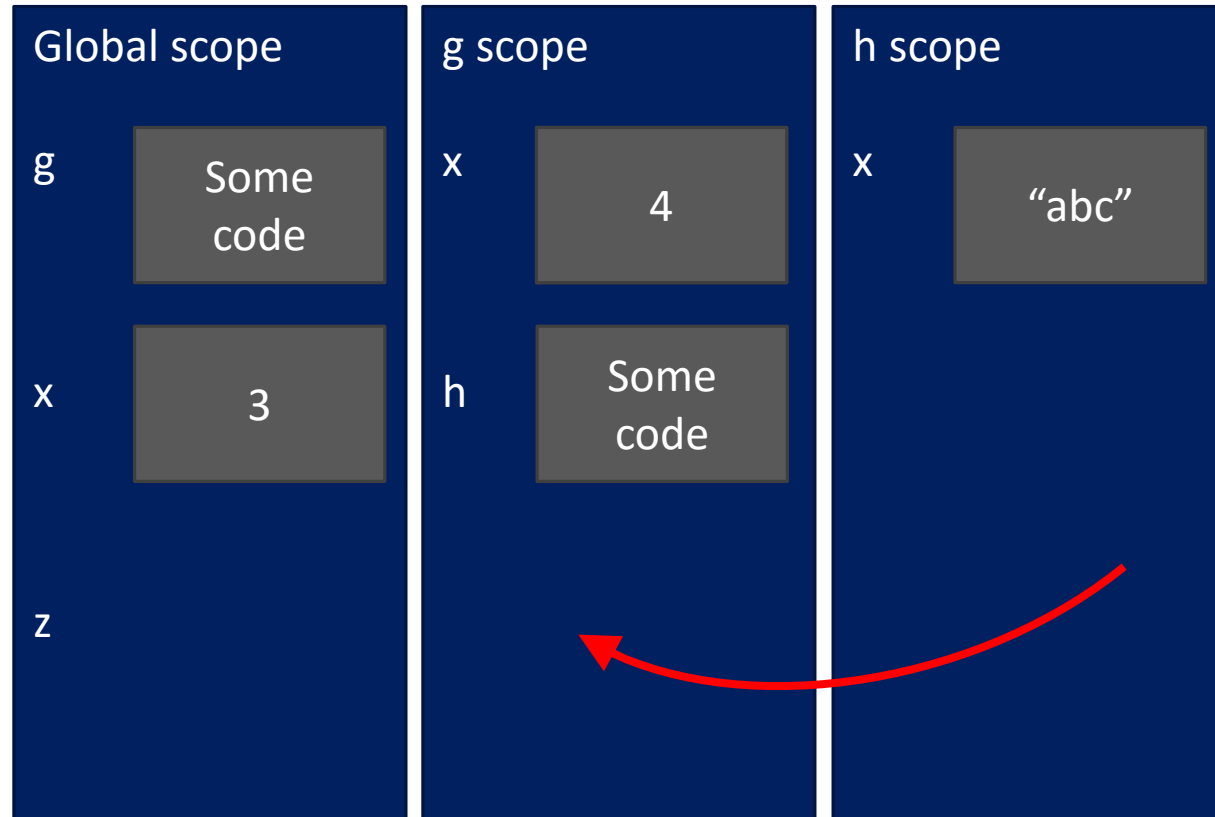 Global scope
g
Some
code
x
3
z
g scope
x
4
h
Some
code
h scope
x
“abc”